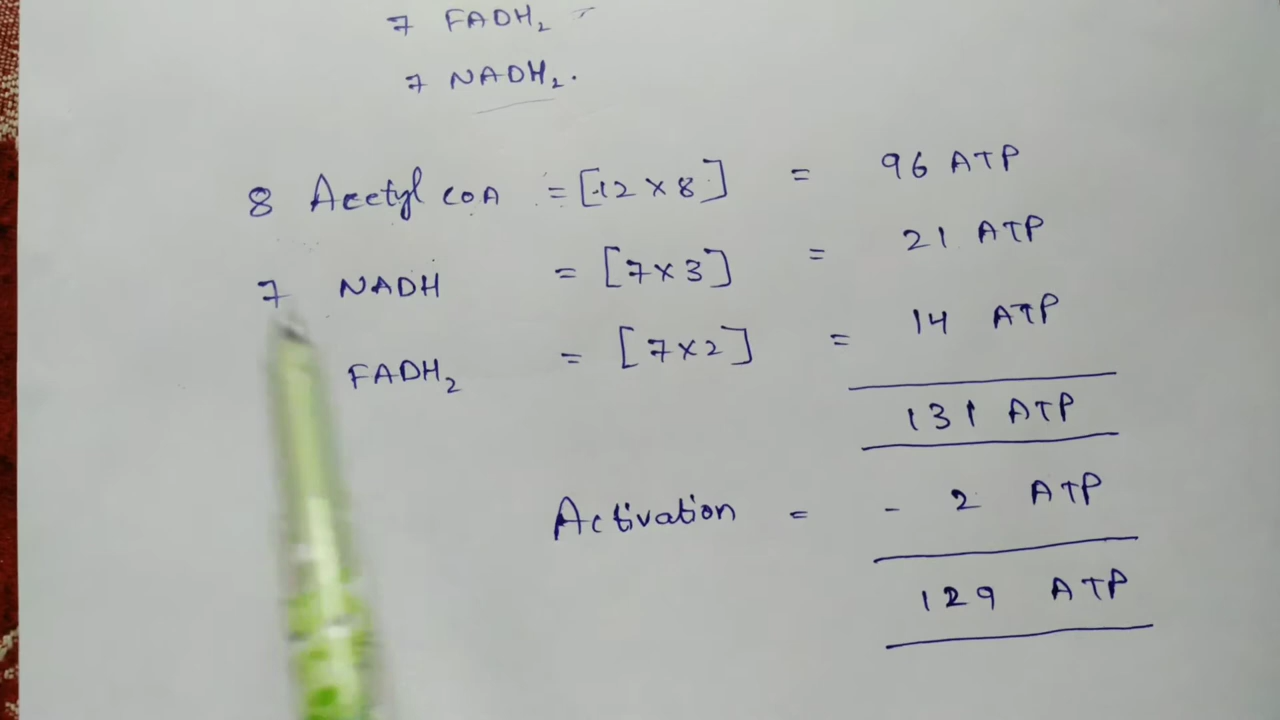 7 FADH₂
7 NADH₂.
8 Acetyl COA = [12 × 8] = 96 ATP
7 NADH = [7×3] = 21 ATP
FADH₂ = [7×2] = 14 ATP
131 ATP
Activation = - 2 ATP
129 ATP